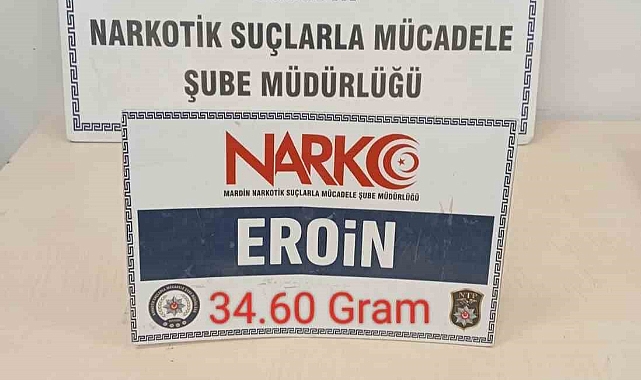 NARKOTİK SUÇLARLA MÜCADELE
ŞUBE MÜDÜRLÜĞÜ
NARKO
MARDİN NARKOTİK SUÇLARLA MÜCADELE ŞUBE MÜDÜRLÜĞÜ
EROiN
34.60 Gram